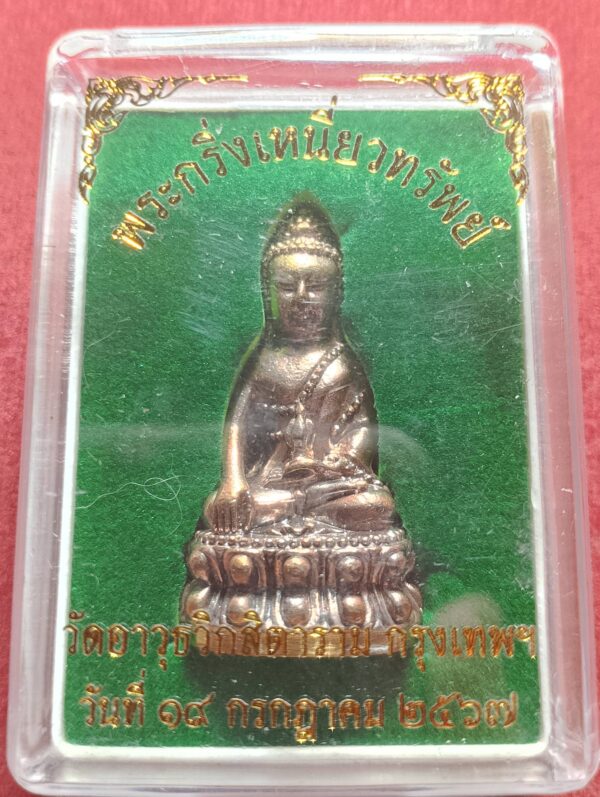 พระกริ่งเหนี่ยวทรัพย์
วัดอาวุธวิกสิตาราม กรุงเทพฯ
วันที่ ๑๙ กรกฎาคม ๒๕๖๗